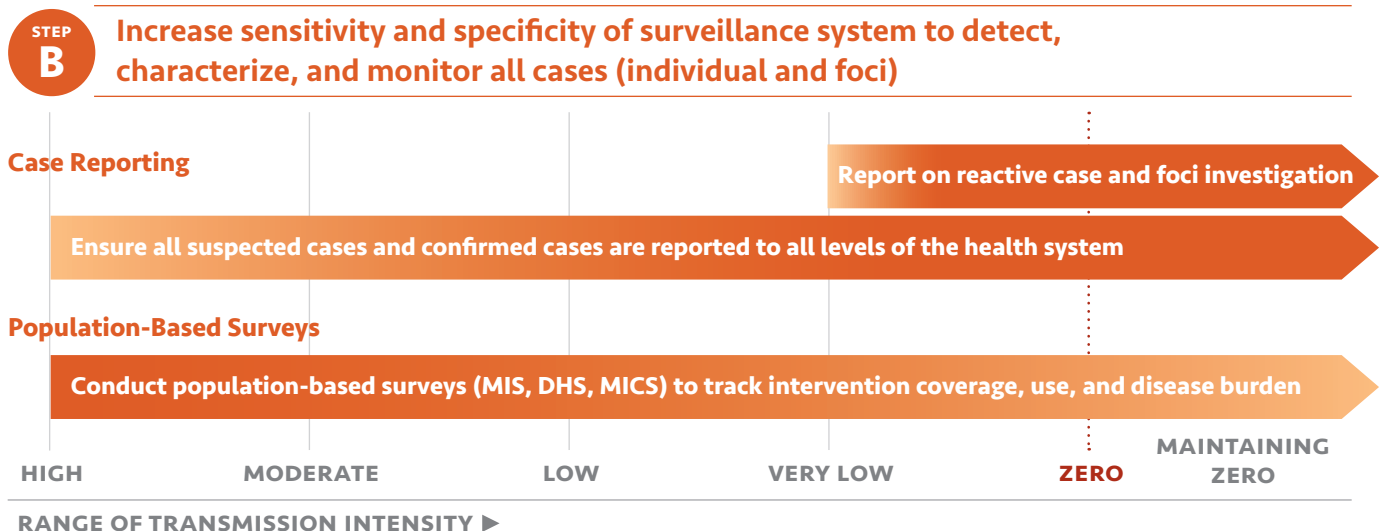 STEP
B
Increase sensitivity and specificity of surveillance system to detect,
characterize, and monitor all cases (individual and foci)
Case Reporting
Report on reactive case and foci investigation
Ensure all suspected cases and confirmed cases are reported to all levels of the health system
Population-Based Surveys
Conduct population-based surveys (MIS, DHS, MICS) to track intervention coverage, use, and disease burden
HIGH
MODERATE
LOW
VERY LOW
ZERO
MAINTAINING
ZERO
RANGE OF TRANSMISSION INTENSITY ▶